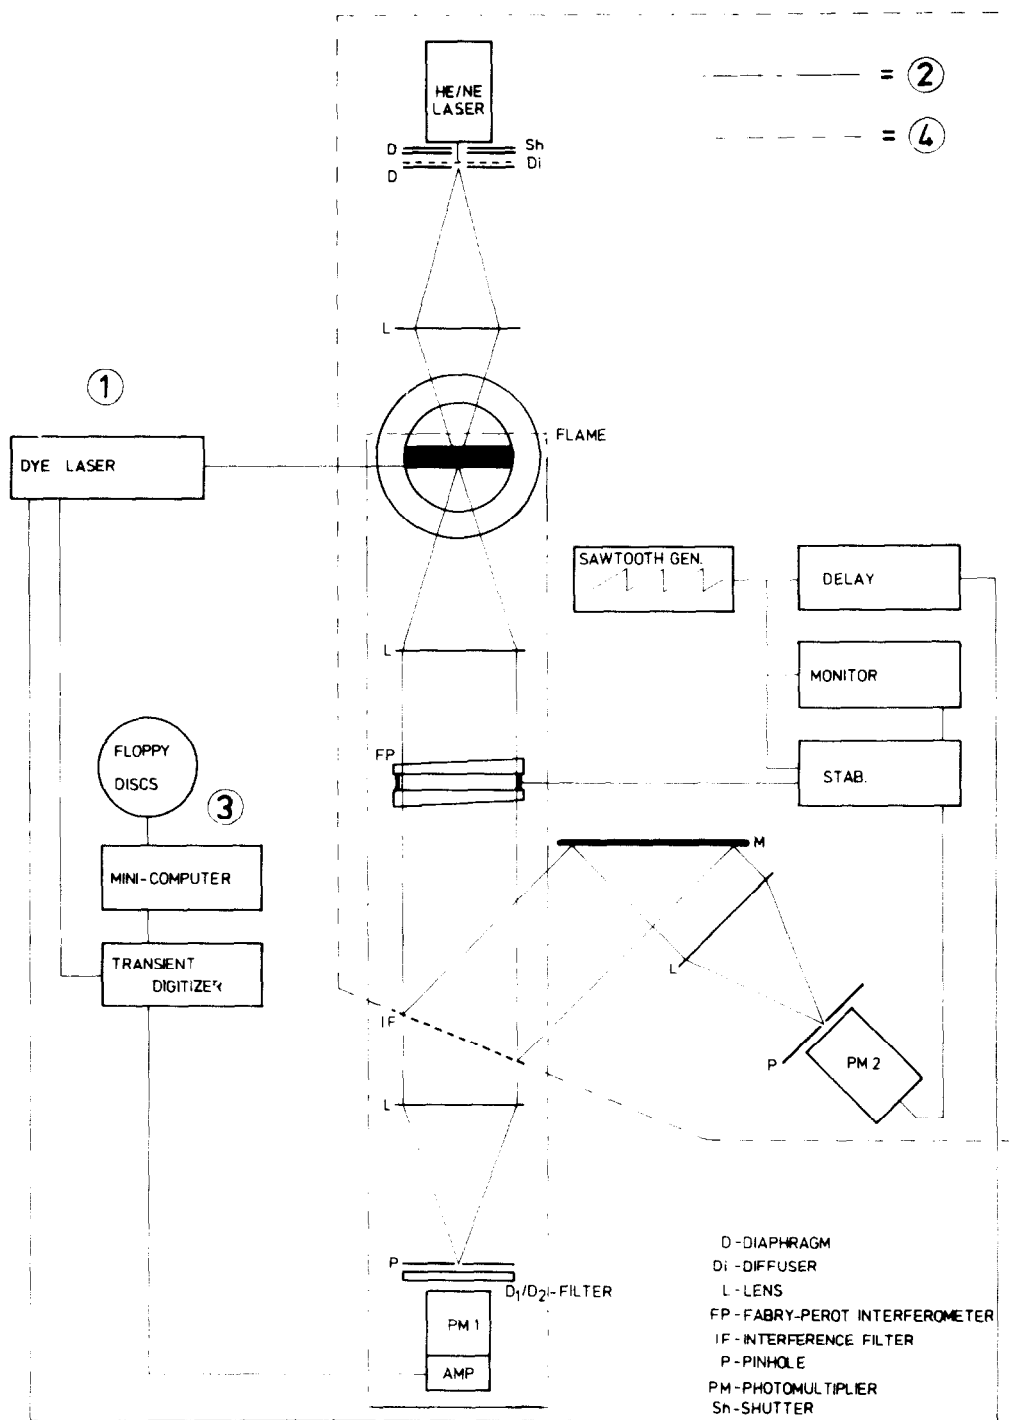 HE/NE
LASER
= 2
= 4
D
Sh
Di
D
L
1
FLAME
DYE LASER
SAWTOOTH GEN.
DELAY
L
MONITOR
FP
FLOPPY
DISCS
STAB.
3
M
MINI-COMPUTER
TRANSIENT
DIGITIZER
L
IF
P
PM 2
L
P
D1/D2-FILTER
PM 1
AMP
D-DIAPHRAGM
Di-DIFFUSER
L-LENS
FP-FABRY-PEROT INTERFEROMETER
IF-INTERFERENCE FILTER
P-PINHOLE
PM-PHOTOMULTIPLIER
Sh-SHUTTER